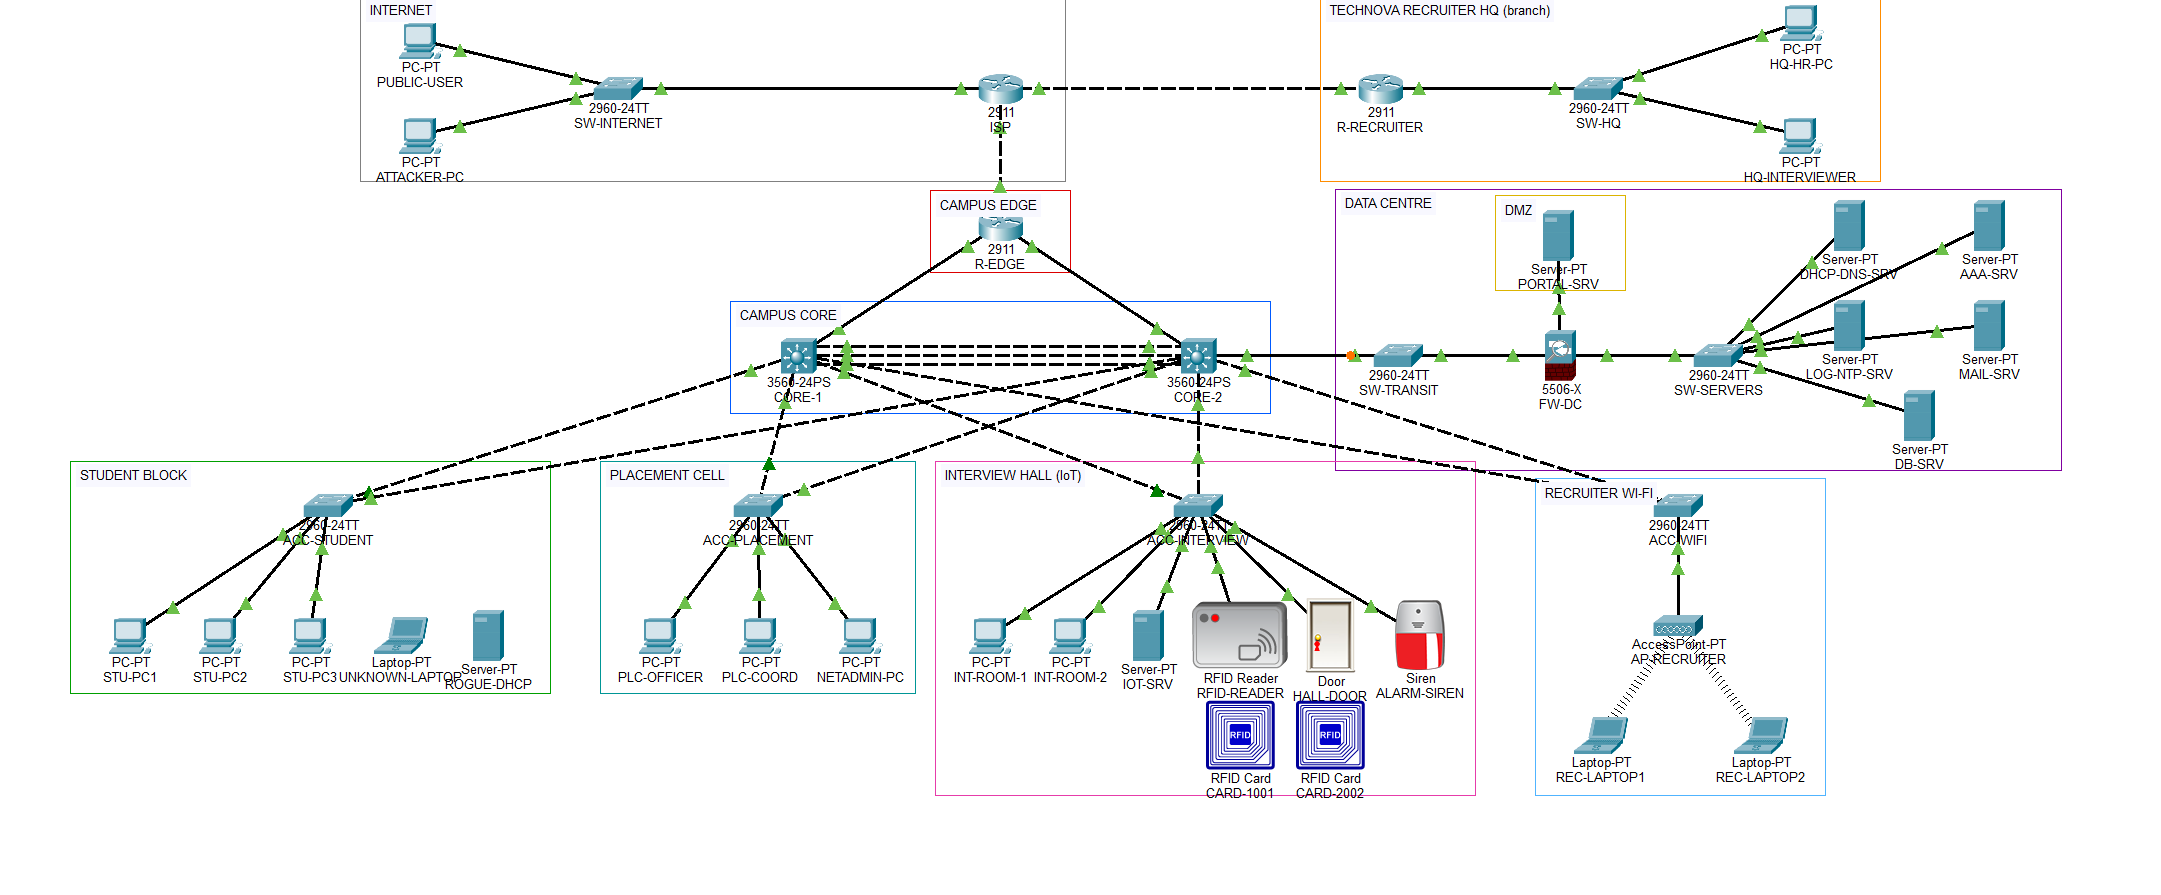 INTERNET
PC-PT
PUBLIC-USER
PC-PT
ATTACKER-PC
2960-24TT
SW-INTERNET
2911
ISP
TECHNOVA RECRUITER HQ (branch)
2911
R-RECRUITER
2960-24TT
SW-HQ
PC-PT
HQ-HR-PC
PC-PT
HQ-INTERVIEWER
CAMPUS EDGE
2911
R-EDGE
DATA CENTRE
DMZ
Server-PT
PORTAL-SRV
Server-PT
DHCP-DNS-SRV
Server-PT
AAA-SRV
CAMPUS CORE
3560-24PS
CORE-1
3560-24PS
CORE-2
2960-24TT
SW-TRANSIT
5506-X
FW-DC
2960-24TT
SW-SERVERS
Server-PT
LOG-NTP-SRV
Server-PT
MAIL-SRV
Server-PT
DB-SRV
STUDENT BLOCK
2960-24TT
ACC-STUDENT
PC-PT
STU-PC1
PC-PT
STU-PC2
PC-PT
STU-PC3
Laptop-PT
UNKNOWN-LAPTOP
Server-PT
ROGUE-DHCP
PLACEMENT CELL
2960-24TT
ACC-PLACEMENT
PC-PT
PLC-OFFICER
PC-PT
PLC-COORD
PC-PT
NETADMIN-PC
INTERVIEW HALL (IoT)
2960-24TT
ACC-INTERVIEW
PC-PT
INT-ROOM-1
PC-PT
INT-ROOM-2
Server-PT
IOT-SRV
RFID Reader
RFID-READER
Door
HALL-DOOR
Siren
ALARM-SIREN
RFID
RFID Card
CARD-1001
RFID
RFID Card
CARD-2002
RECRUITER WI-FI
2960-24TT
ACC-WIFI
AccessPoint-PT
AP-RECRUITER
Laptop-PT
REC-LAPTOP1
Laptop-PT
REC-LAPTOP2